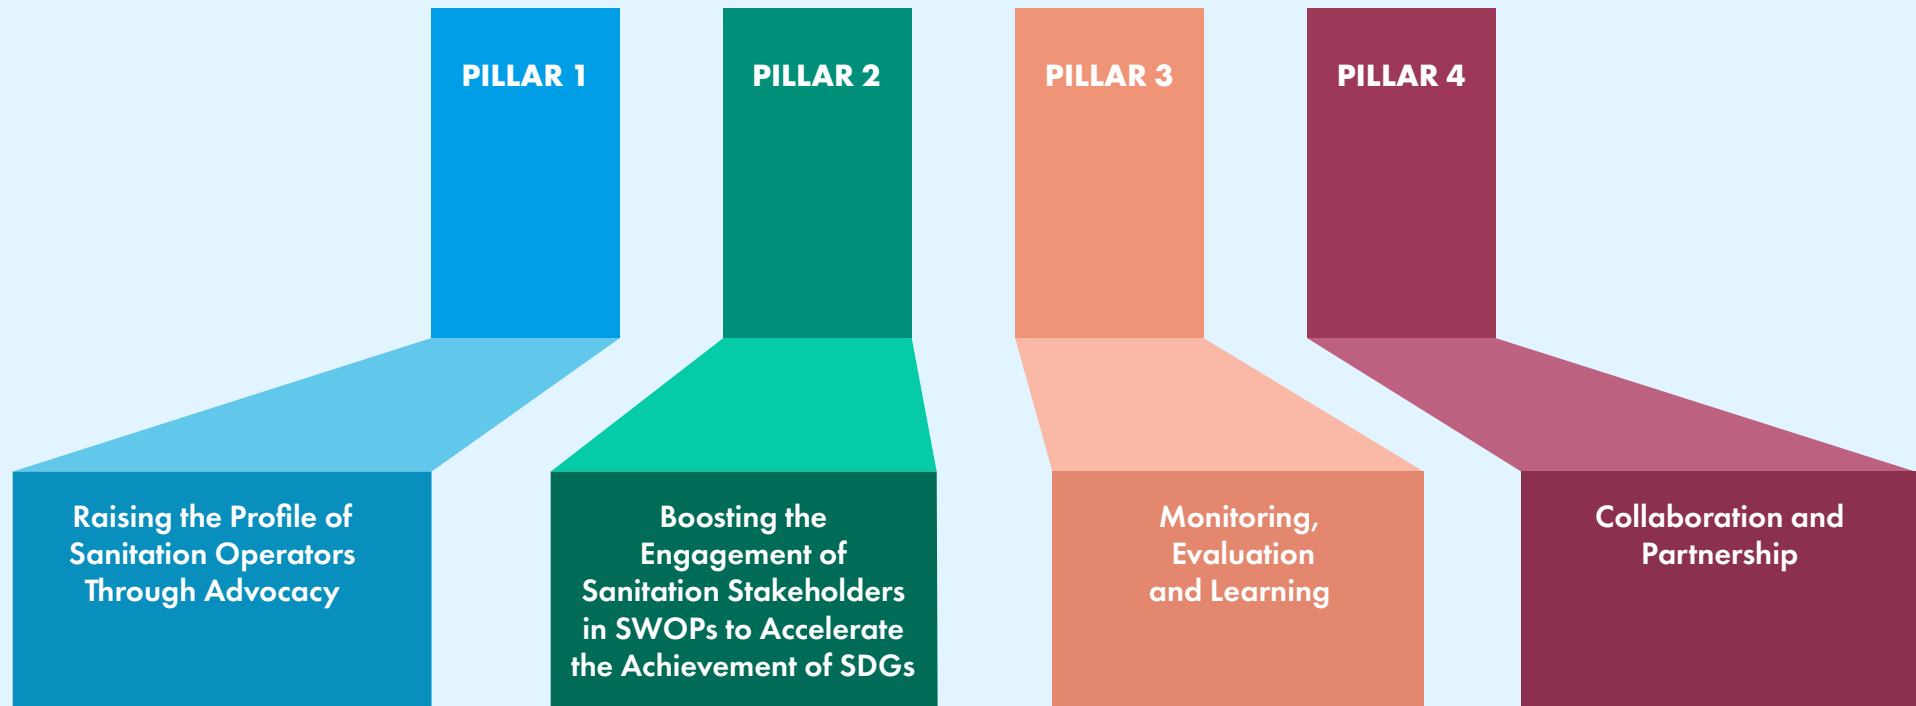 PILLAR 1
PILLAR 2
PILLAR 3
PILLAR 4
Raising the Profile of
Sanitation Operators
Through Advocacy
Boosting the
Engagement of
Sanitation Stakeholders
in SWOPs to Accelerate
the Achievement of SDGs
Monitoring,
Evaluation
and Learning
Collaboration and
Partnership